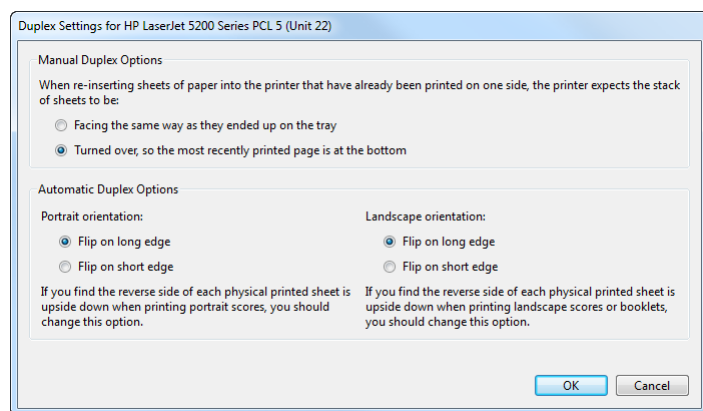 Duplex Settings for HP LaserJet 5200 Series PCL 5 (Unit 22)
Manual Duplex Options
When re-inserting sheets of paper into the printer that have already been printed on one side, the printer expects the stack
of sheets to be:
Facing the same way as they ended up on the tray
Turned over, so the most recently printed page is at the bottom
Automatic Duplex Options
Portrait orientation:
Flip on long edge
Flip on short edge
If you find the reverse side of each physical printed sheet is
upside down when printing portrait scores, you should
change this option.
Landscape orientation:
Flip on long edge
Flip on short edge
If you find the reverse side of each physical printed sheet is
upside down when printing landscape scores or booklets,
you should change this option.
OK
Cancel